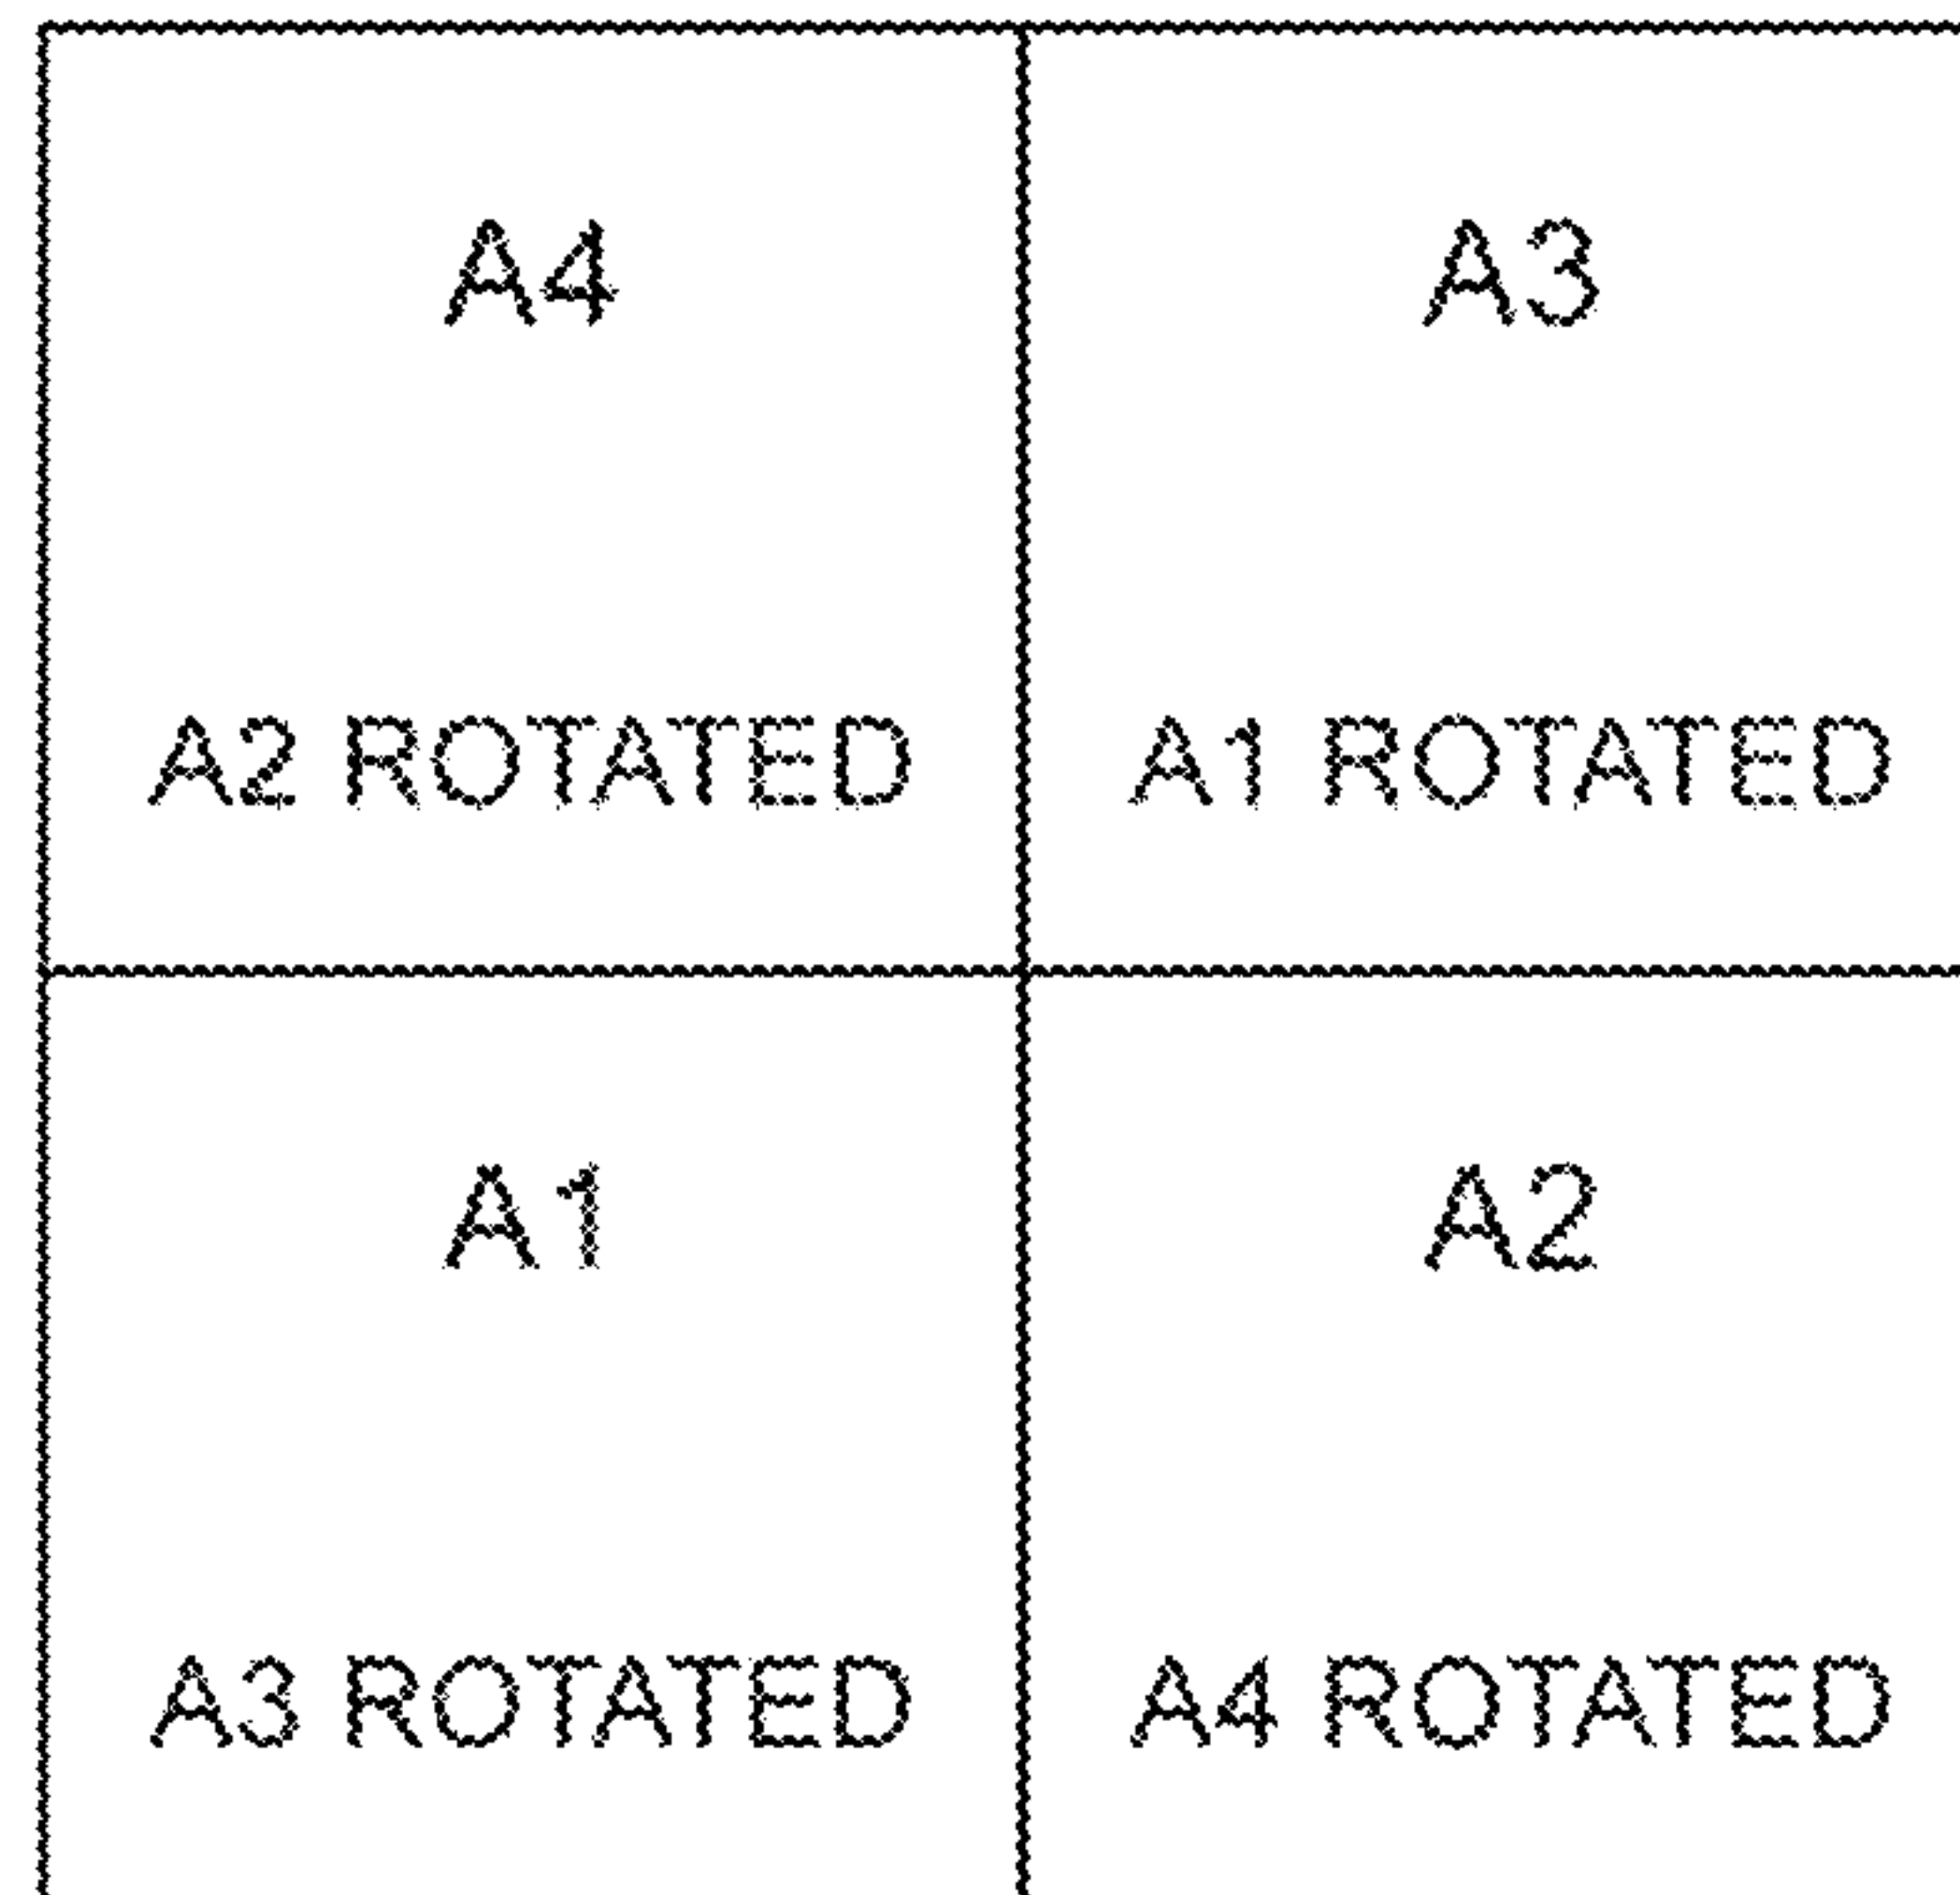 A4
A3
A2 ROTATED
A1 ROTATED
A1
A2
A3 ROTATED
A4 ROTATED